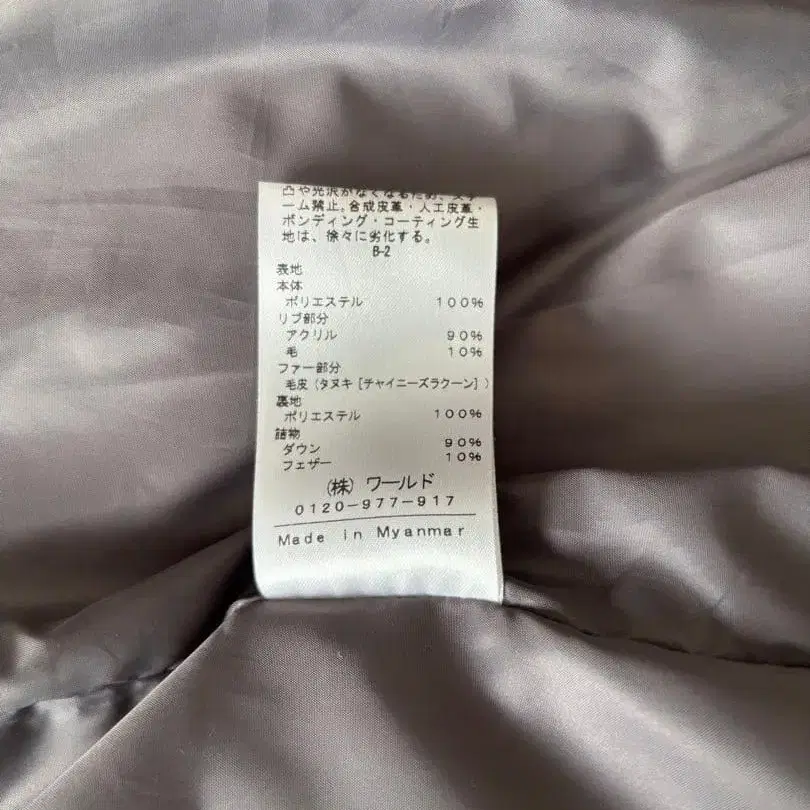 凸や光沢がなくなるため、スチ
ーム禁止。合成皮革・人工皮革・
ボンディング・コーティング生
地は、徐々に劣化する。
B-2
表地
本体
ポリエステル 100%
リブ部分
アクリル 90%
毛 10%
ファー部分
毛皮(タヌキ[チャイニーズラクーン])
裏地
ポリエステル 100%
詰物
ダウン 90%
フェザー 10%
(株)ワールド
0120-977-917
Made in Myanmar